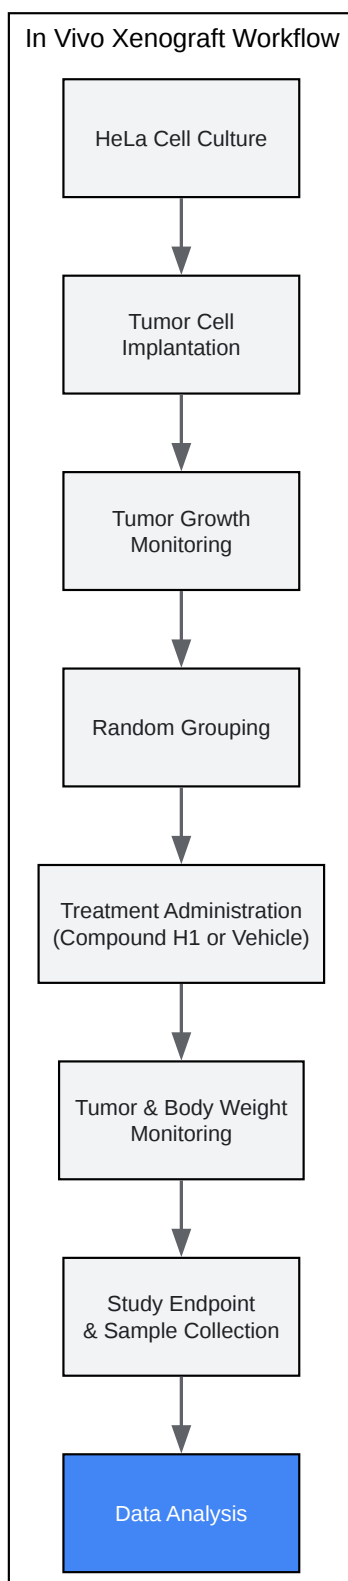 In Vivo Xenograft Workflow
HeLa Cell Culture
Tumor Cell
Implantation
Tumor Growth
Monitoring
Random Grouping
Treatment Administration
(Compound H1 or Vehicle)
Tumor & Body Weight
Monitoring
Study Endpoint
& Sample Collection
Data Analysis